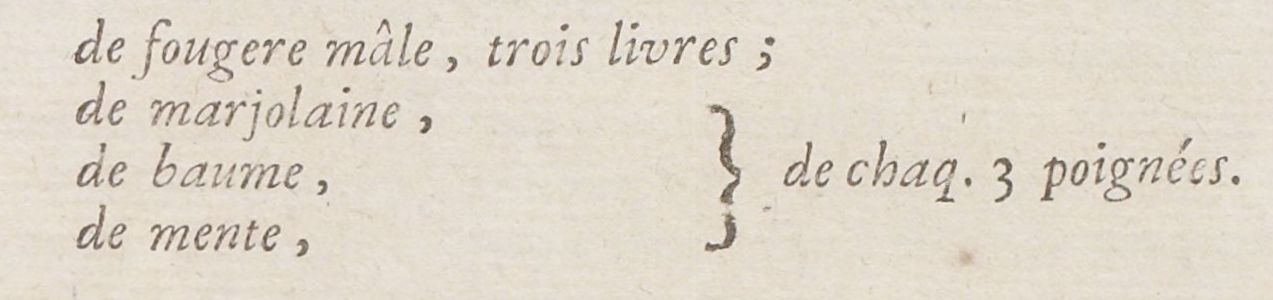 de fougere mâle, trois livres ;
de marjolaine,
de baume,
de mente,
} de chaq. 3 poignées.